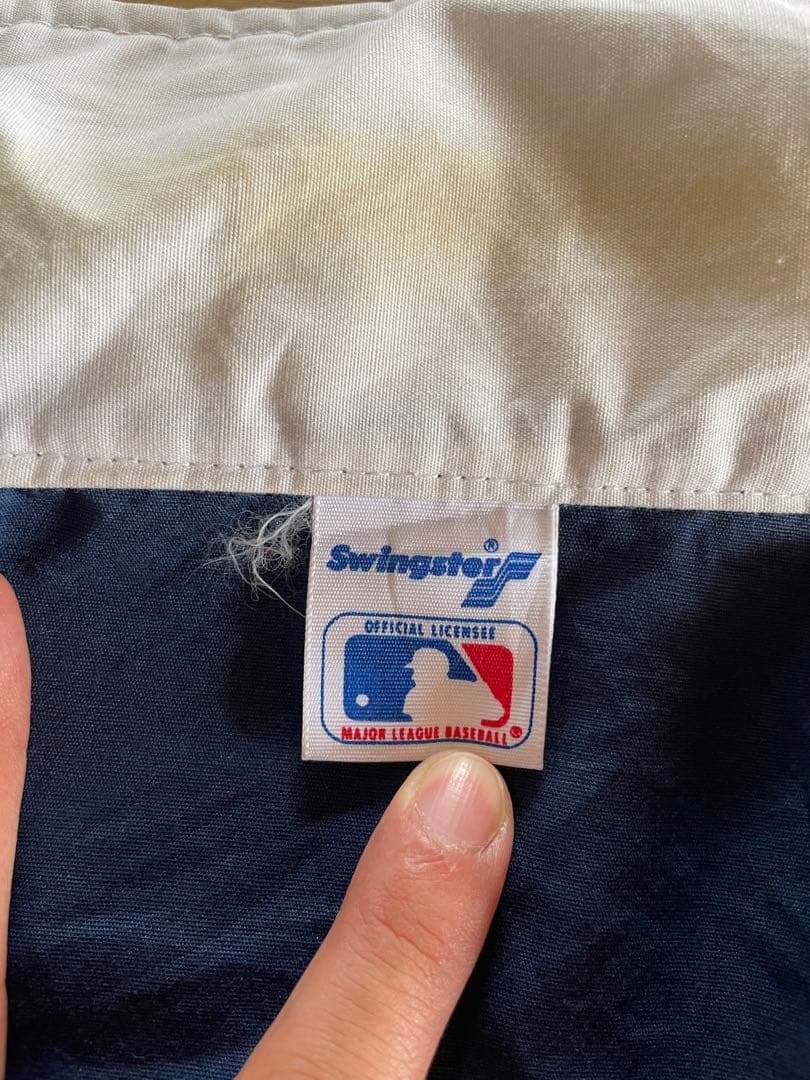 Swingster®
OFFICIAL LICENSEE
MAJOR LEAGUE BASEBALL®